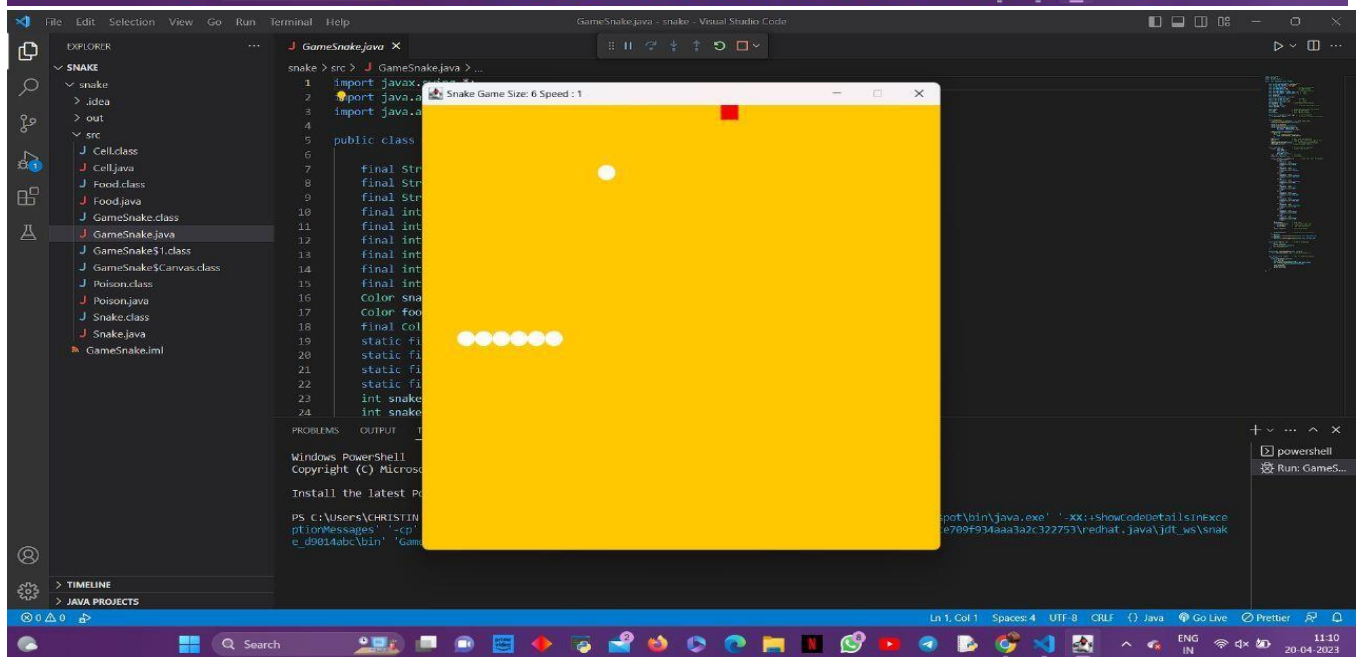 File Edit Selection View Go Run Terminal Help GameSnake.java - snake - Visual Studio Code
EXPLORER ... J GameSnake.java X
SNAKE snake > src > J GameSnake.java > ...
snake
.idea
out
src
J Cell.class
J Cell.java
J Food.class
J Food.java
J GameSnake.class
J GameSnake.java
J GameSnake$1.class
J GameSnake$Canvas.class
J Poison.class
J Poison.java
J Snake.class
J Snake.java
GameSnake.iml
TIMELINE
JAVA PROJECTS
1 import javax.swing.*;
2 import java.a
3 import java.a
4
5 public class
6
7 final Str
8 final Str
9 final Str
10 final int
11 final int
12 final int
13 final int
14 final int
15 final int
16 Color sna
17 Color foo
18 final Col
19 static fi
20 static fi
21 static fi
22 static fi
23 int snake
24 int snake
Snake Game Size: 6 Speed : 1
PROBLEMS OUTPUT T
Windows PowerShell
Copyright (C) Microso
Install the latest Po
PS C:\Users\CHRISTIN spot\bin\java.exe' '-XX:+ShowCodeDetailsInExce
ptionMessages' '-cp' e709f934aaa3a2c322753\redhat.java\jdt_ws\snak
e_d9014abc\bin' 'Game
powershell
Run: GameS...
0 0 Ln 1, Col 1 Spaces: 4 UTF-8 CRLF {} Java Go Live Prettier
Search ENG IN 11:10
20-04-2023